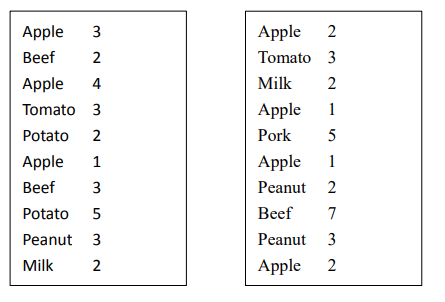 Apple 3
Beef 2
Apple 4
Tomato 3
Potato 2
Apple 1
Beef 3
Potato 5
Peanut 3
Milk 2
Apple 2
Tomato 3
Milk 2
Apple 1
Pork 5
Apple 1
Peanut 2
Beef 7
Peanut 3
Apple 2